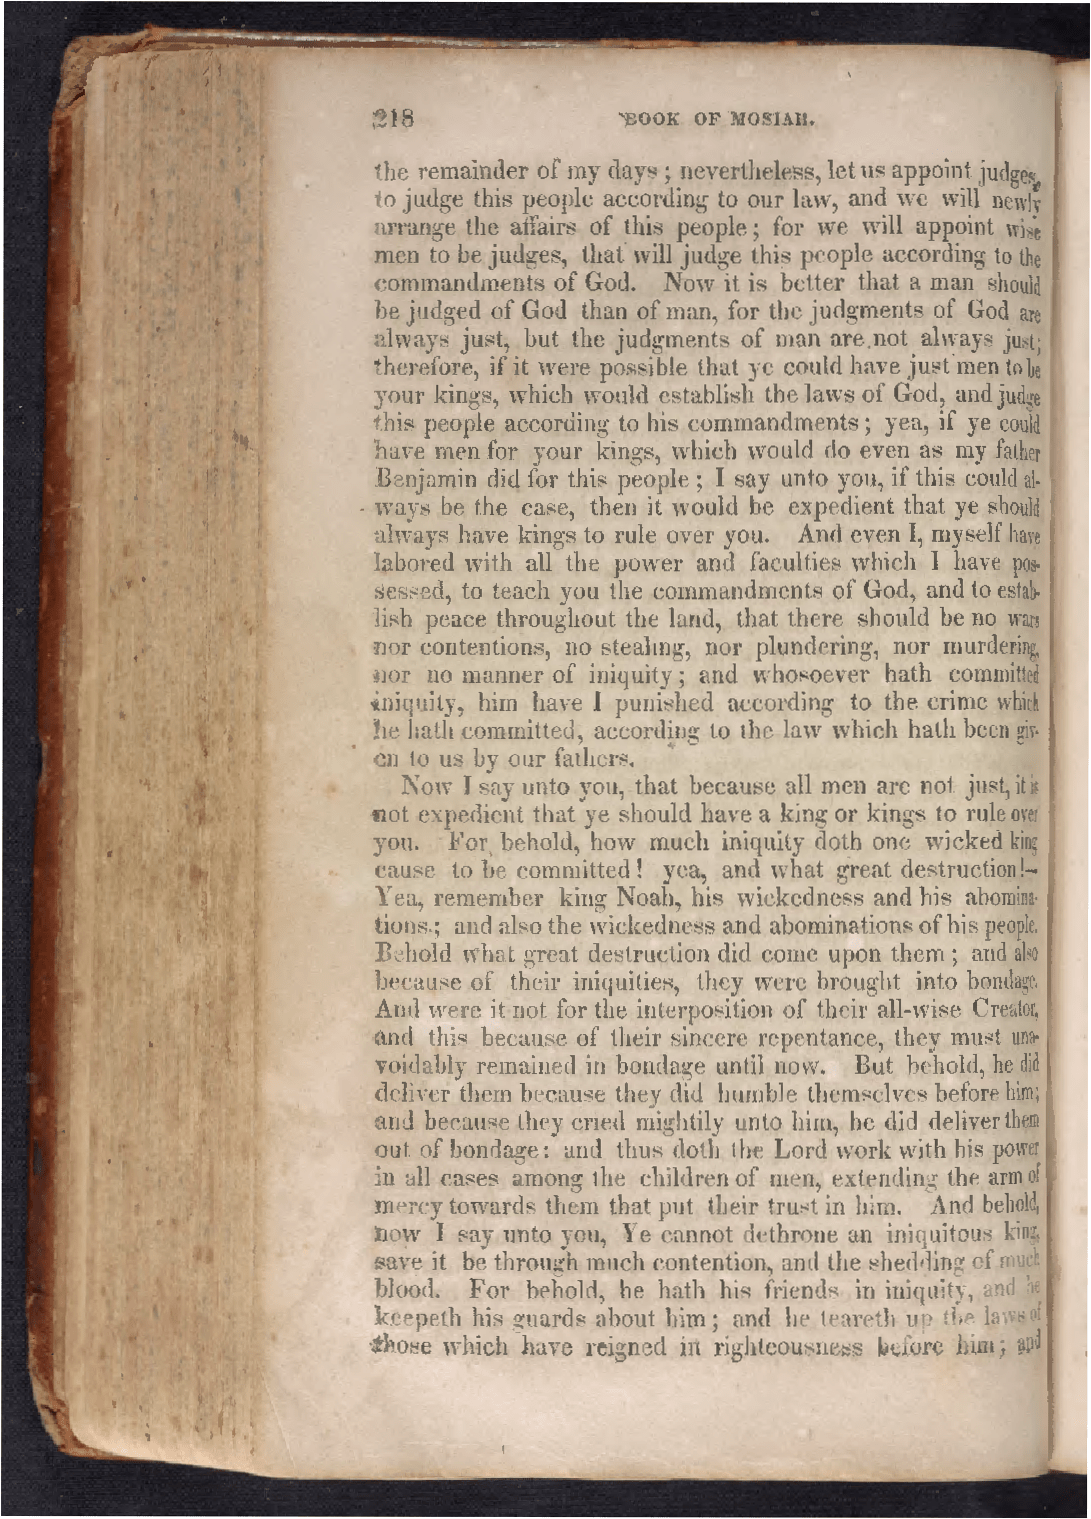 218 BOOK OF MOSIAH.
the remainder of my days; nevertheless, let us appoint judges,
to judge this people according to our law, and we will newly
arrange the affairs of this people; for we will appoint wise
men to be judges, that will judge this people according to the
commandments of God. Now it is better that a man should
be judged of God than of man, for the judgments of God are
always just, but the judgments of man are not always just;
therefore, if it were possible that ye could have just men to be
your kings, which would establish the laws of God, and judge
this people according to his commandments; yea, if ye could
have men for your kings, which would do even as my father
Benjamin did for this people; I say unto you, if this could al-
ways be the case, then it would be expedient that ye should
always have kings to rule over you. And even I, myself have
labored with all the power and faculties which I have pos-
sessed, to teach you the commandments of God, and to estab-
lish peace throughout the land, that there should be no wars
nor contentions, no stealing, nor plundering, nor murdering,
nor no manner of iniquity; and whosoever hath committed
iniquity, him have I punished according to the crime which
he hath committed, according to the law which hath been giv-
en to us by our fathers.
Now I say unto you, that because all men are not just, it is
not expedient that ye should have a king or kings to rule over
you. For behold, how much iniquity doth one wicked king
cause to be committed! yea, and what great destruction!-
Yea, remember king Noah, his wickedness and his abomina-
tions; and also the wickedness and abominations of his people.
Behold what great destruction did come upon them; and also
because of their iniquities, they were brought into bondage.
And were it not for the interposition of their all-wise Creator,
and this because of their sincere repentance, they must una-
voidably remained in bondage until now. But behold, he did
deliver them because they did humble themselves before him;
and because they cried mightily unto him, he did deliver them
out of bondage: and thus doth the Lord work with his power
in all cases among the children of men, extending the arm of
mercy towards them that put their trust in him. And behold,
now I say unto you, Ye cannot dethrone an iniquitous king,
save it be through much contention, and the shedding of much
blood. For behold, he hath his friends in iniquity, and he
keepeth his guards about him; and he teareth up the laws of
those which have reigned in righteousness before him; and